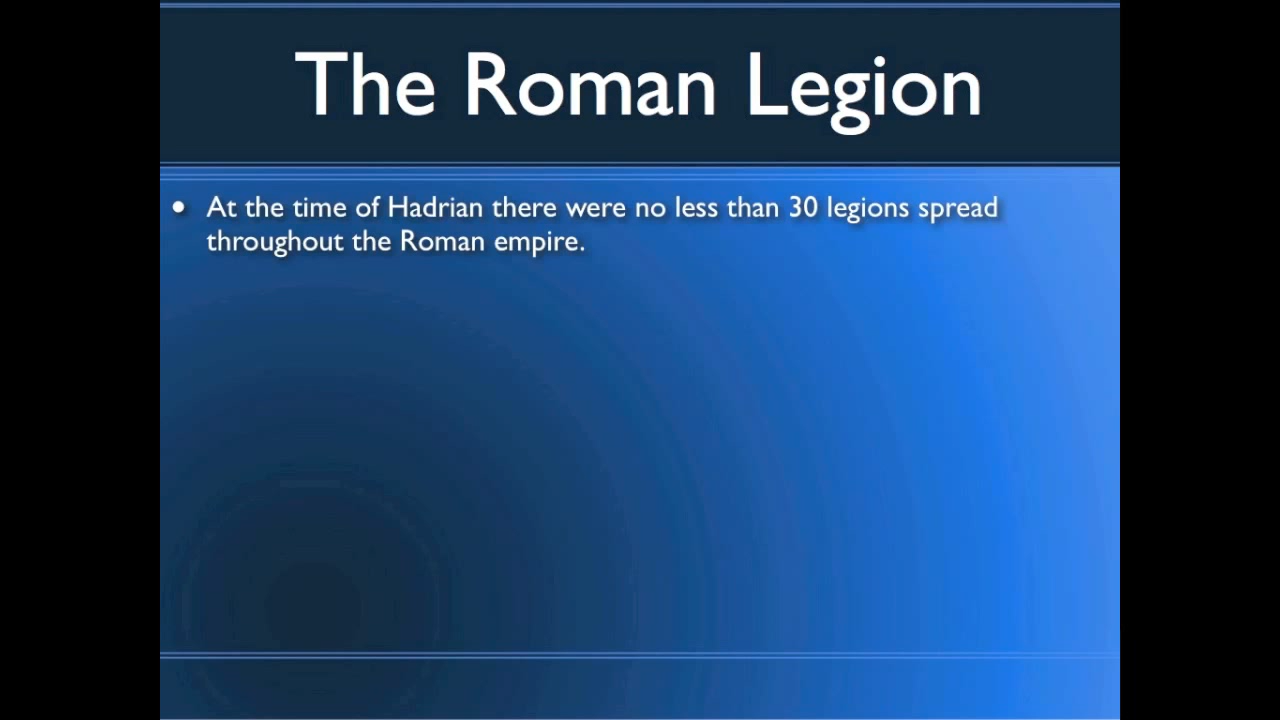 The Roman Legion
• At the time of Hadrian there were no less than 30 legions spread
throughout the Roman empire.